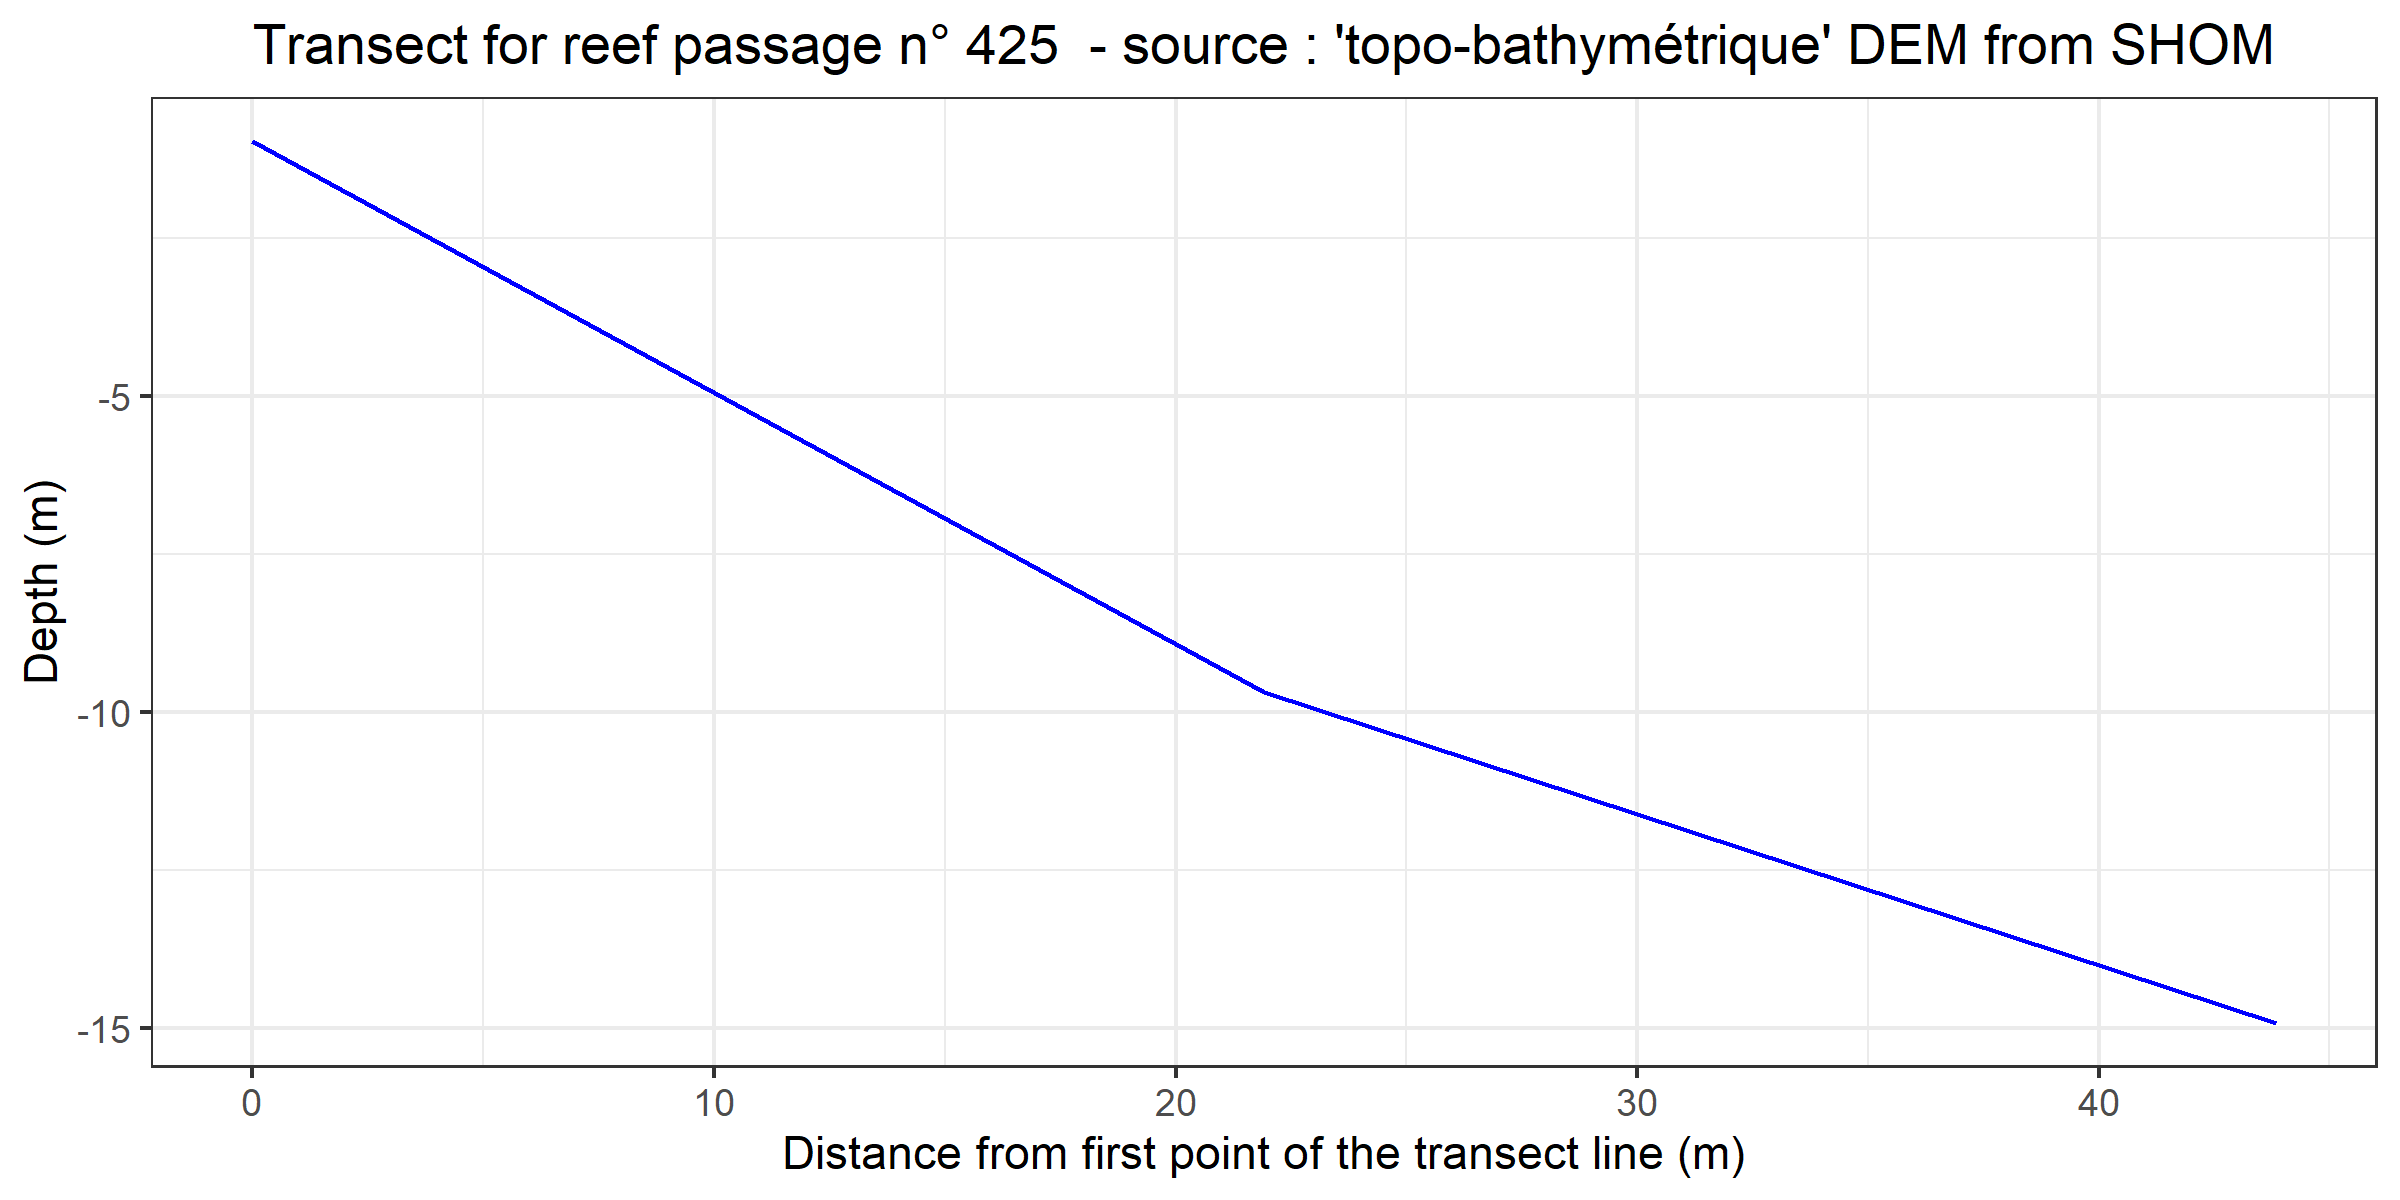 Transect for reef passage n° 425  - source : 'topo-bathymétrique' DEM from SHOM
Depth (m)
-5
-10
-15
0 10 20 30 40
Distance from first point of the transect line (m)